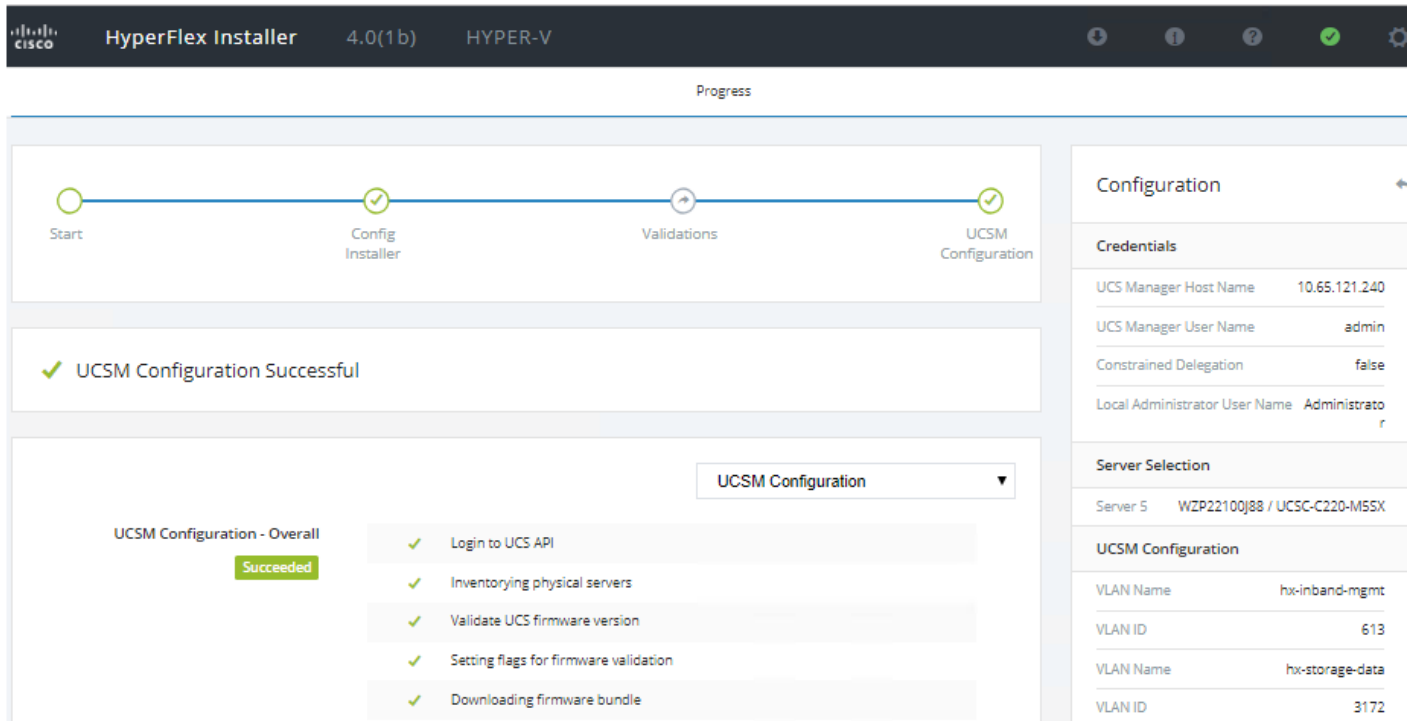 CISCO HyperFlex Installer 4.0(1b) HYPER-V
Progress
Start
Config
Installer
Validations
UCSM
Configuration
UCSM Configuration Successful
UCSM Configuration
UCSM Configuration - Overall
Succeeded
Login to UCS API
Inventorying physical servers
Validate UCS firmware version
Setting flags for firmware validation
Downloading firmware bundle
Configuration
Credentials
UCS Manager Host Name 10.65.121.240
UCS Manager User Name admin
Constrained Delegation false
Local Administrator User Name Administrato
r
Server Selection
Server 5 WZP22100J88 / UCSC-C220-M5SX
UCSM Configuration
VLAN Name hx-inband-mgmt
VLAN ID 613
VLAN Name hx-storage-data
VLAN ID 3172